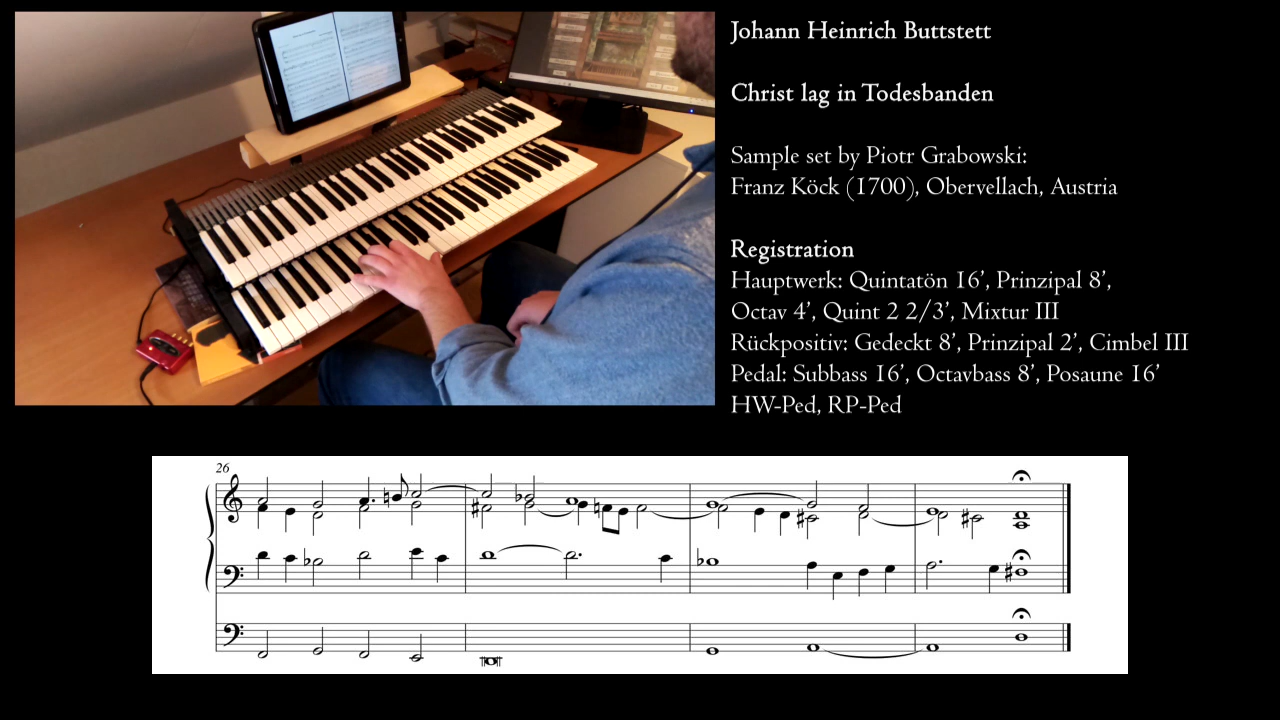 Johann Heinrich Buttstett
Christ lag in Todesbanden
Sample set by Piotr Grabowski:
Franz Köck (1700), Obervellach, Austria
Registration
Hauptwerk: Quintatön 16’, Prinzipal 8’,
Octav 4’, Quint 2 2/3’, Mixtur III
Rückpositiv: Gedeckt 8’, Prinzipal 2’, Cimbel III
Pedal: Subbass 16’, Octavbass 8’, Posaune 16’
HW-Ped, RP-Ped
26